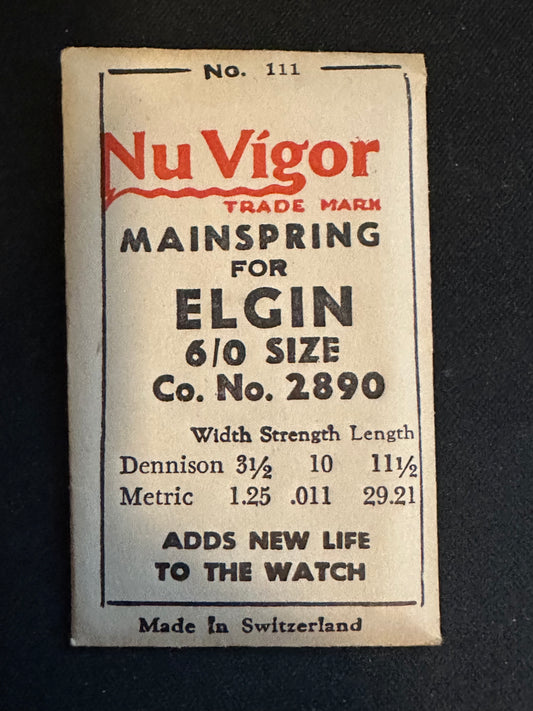 No. 111
Nu Vigor
TRADE MARK
MAINSPRING
FOR
ELGIN
6/0 SIZE
Co. No. 2890
Width Strength Length
Dennison 3½ 10 11½
Metric 1.25 .011 29.21
ADDS NEW LIFE
TO THE WATCH
Made in Switzerland